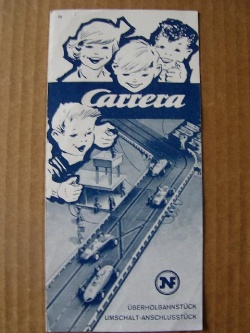 Carrera
N
ÜBERHOLBAHNSTÜCK
UMSCHALT-ANSCHLUSSTÜCK